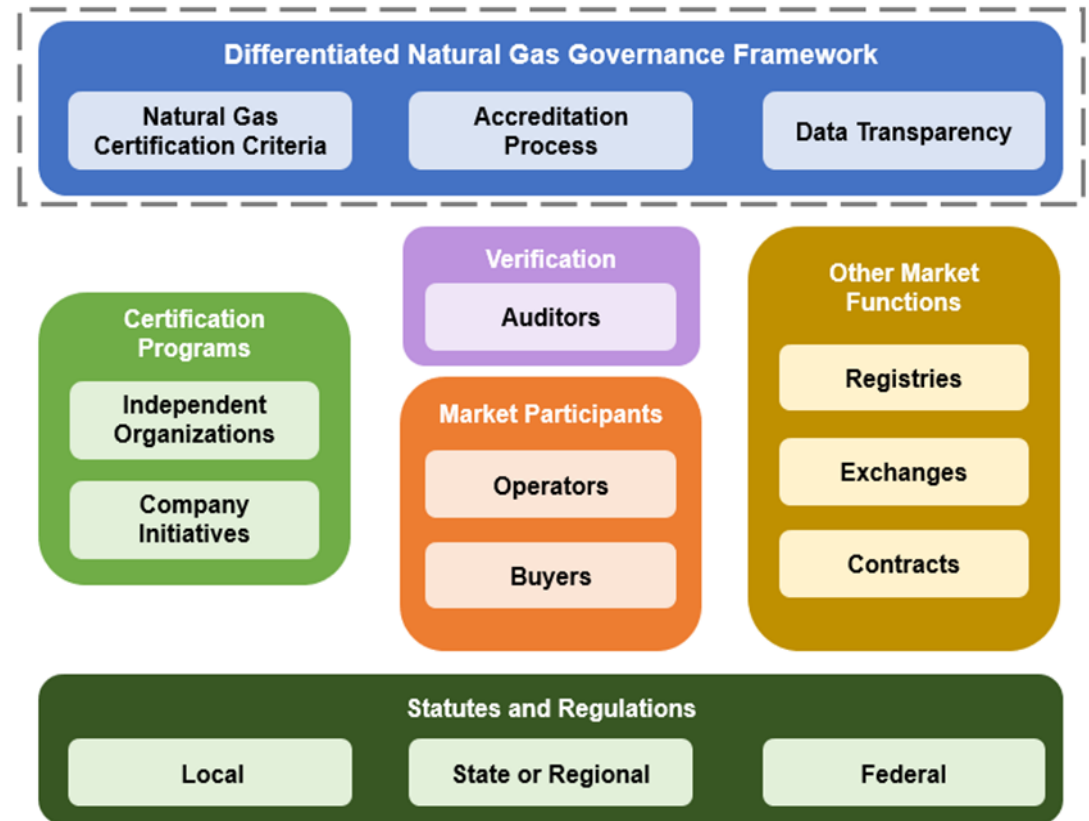 Differentiated Natural Gas Governance Framework
Natural Gas
Certification Criteria
Accreditation
Process
Data Transparency
Certification
Programs
Independent
Organizations
Company
Initiatives
Verification
Auditors
Market Participants
Operators
Buyers
Other Market
Functions
Registries
Exchanges
Contracts
Statutes and Regulations
Local
State or Regional
Federal